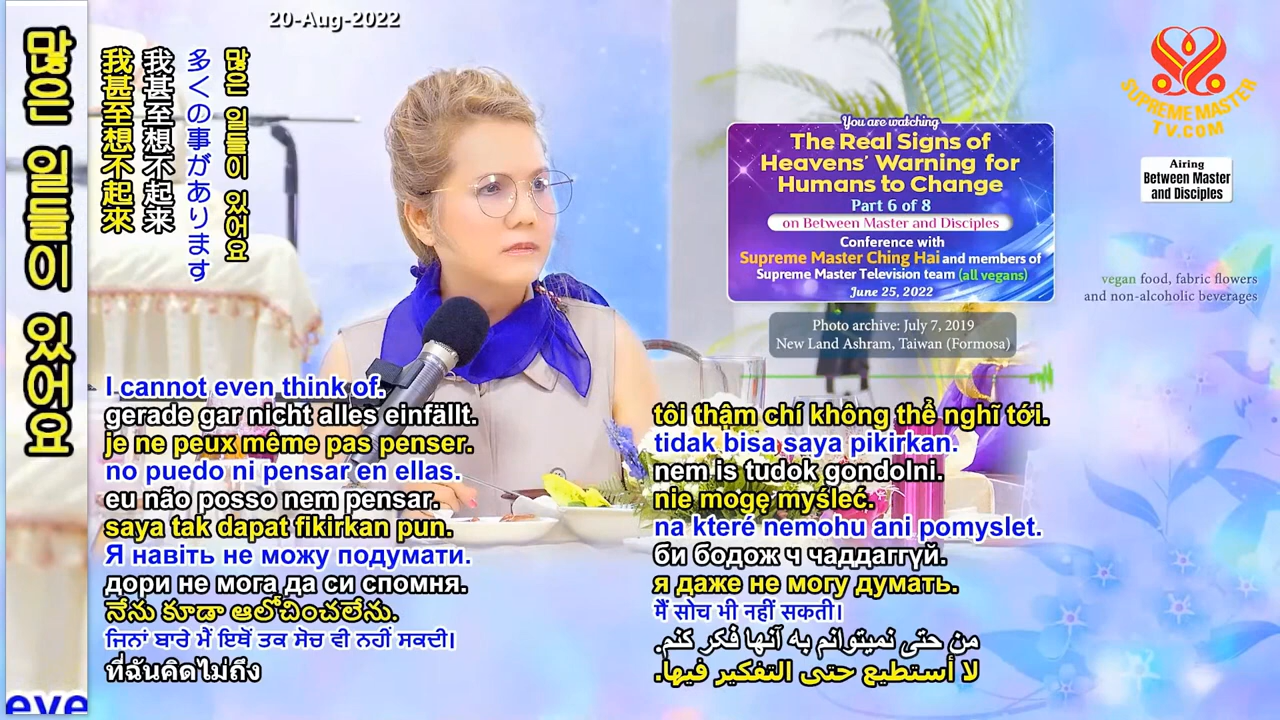 20-Aug-2022
많은 일들이 있어요
我甚至想不起來
我甚至想不起来
多くの事があります
많은 일들이 있어요
SUPREME MASTER
TV.COM
You are watching
The Real Signs of
Heavens' Warning for
Humans to Change
Part 6 of 8
on Between Master and Disciples
Conference with
Supreme Master Ching Hai and members of
Supreme Master Television team (all vegans)
June 25, 2022
Airing
Between Master
and Disciples
vegan food, fabric flowers
and non-alcoholic beverages
Photo archive: July 7, 2019
New Land Ashram, Taiwan (Formosa)
I cannot even think of.
gerade gar nicht alles einfällt.
je ne peux même pas penser.
no puedo ni pensar en ellas.
eu não posso nem pensar.
saya tak dapat fikirkan pun.
Я навіть не можу подумати.
дори не мога да си спомня.
నేను కూడా ఆలోచించలేను.
ਜਿਨਾਂ ਬਾਰੇ ਮੈਂ ਇਥੋਂ ਤਕ ਸੋਚ ਵੀ ਨਹੀਂ ਸਕਦੀ।
ที่ฉันคิดไม่ถึง
tôi thậm chí không thể nghĩ tới.
tidak bisa saya pikirkan.
nem is tudok gondolni.
nie mogę myśleć.
na které nemohu ani pomyslet.
би бодож ч чаддаггүй.
я даже не могу думать.
मैं सोच भी नहीं सकती।
من حتی نمیتوانم به آنها فکر کنم.
لا أستطيع حتى التفكير فيها.
eve